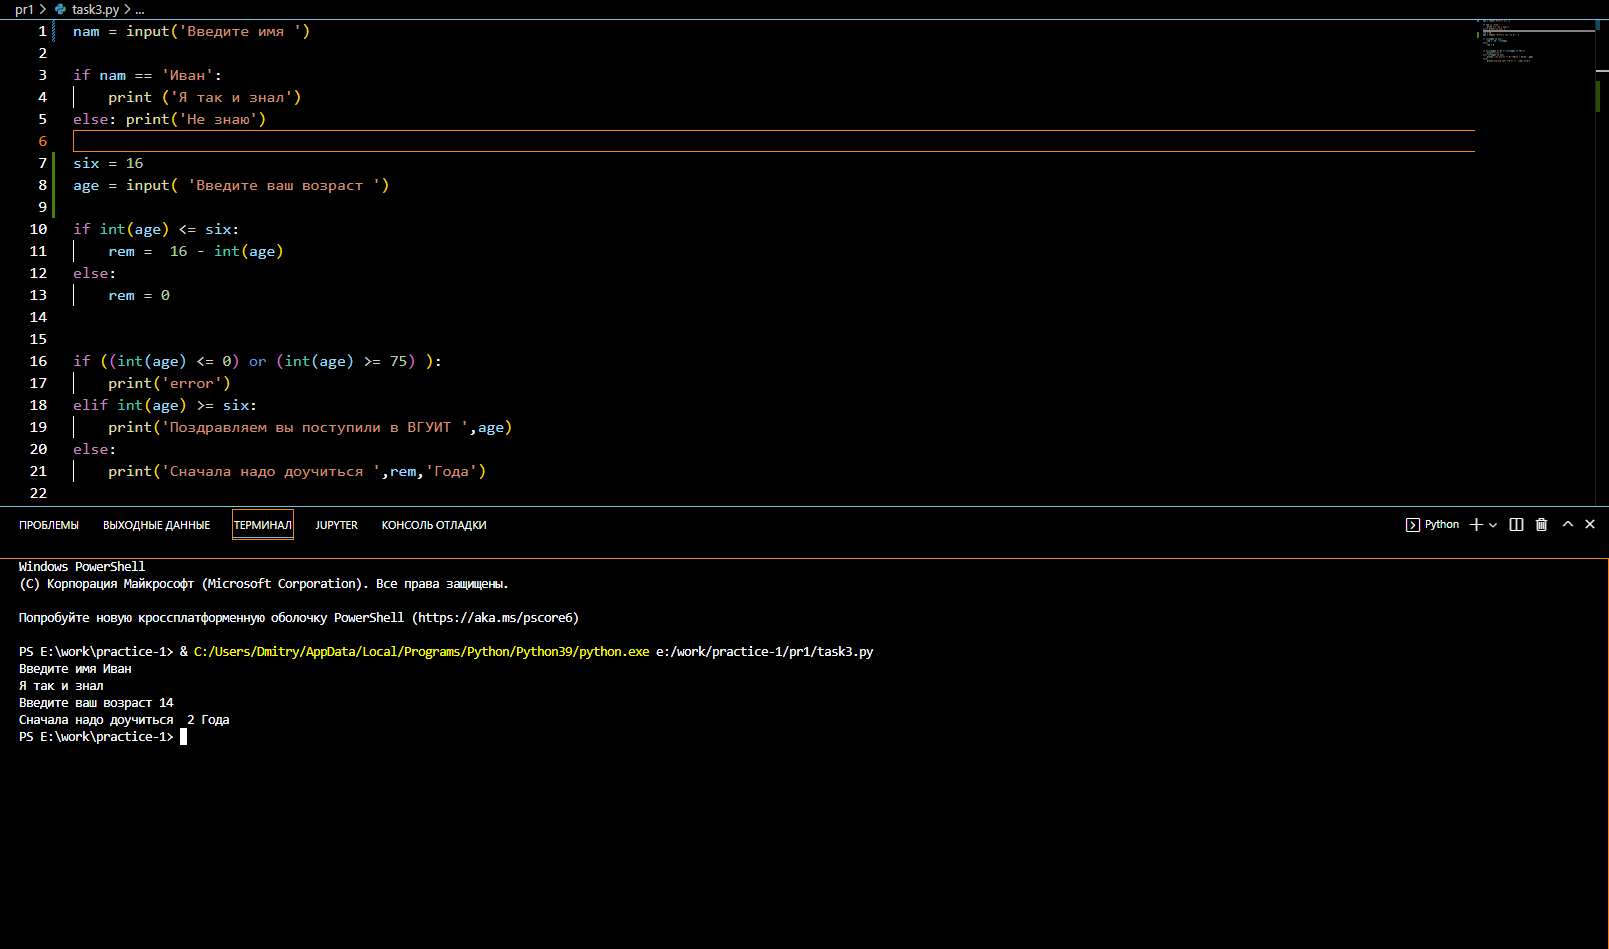 pr1 > task3.py > ...
1 nam = input('Введите имя ')
2
3 if nam == 'Иван':
4     print ('Я так и знал')
5 else: print('Не знаю')
6
7 six = 16
8 age = input( 'Введите ваш возраст ')
9
10 if int(age) <= six:
11     rem =  16 - int(age)
12 else:
13     rem = 0
14
15
16 if ((int(age) <= 0) or (int(age) >= 75) ):
17     print('error')
18 elif int(age) >= six:
19     print('Поздравляем вы поступили в ВГУИТ ',age)
20 else:
21     print('Сначала надо доучиться ',rem,'Года')
22
ПРОБЛЕМЫ ВЫХОДНЫЕ ДАННЫЕ ТЕРМИНАЛ JUPYTER КОНСОЛЬ ОТЛАДКИ Python
Windows PowerShell
(C) Корпорация Майкрософт (Microsoft Corporation). Все права защищены.
Попробуйте новую кроссплатформенную оболочку PowerShell (https://aka.ms/pscore6)
PS E:\work\practice-1> & C:/Users/Dmitry/AppData/Local/Programs/Python/Python39/python.exe e:/work/practice-1/pr1/task3.py
Введите имя Иван
Я так и знал
Введите ваш возраст 14
Сначала надо доучиться  2 Года
PS E:\work\practice-1>